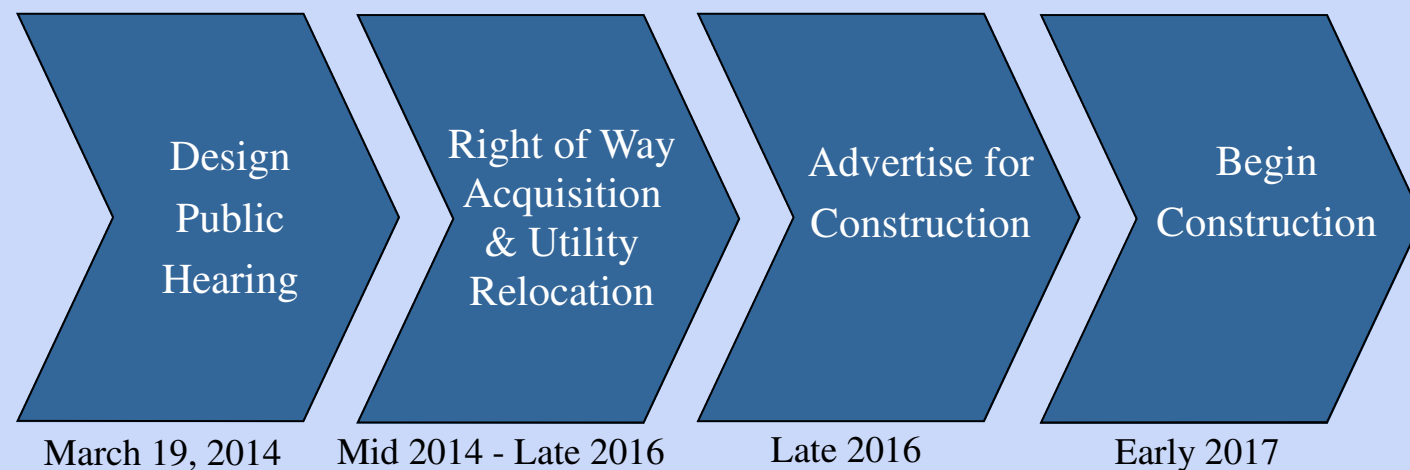 Design
Public
Hearing
Right of Way
Acquisition
& Utility
Relocation
Advertise for
Construction
Begin
Construction
March 19, 2014
Mid 2014 - Late 2016
Late 2016
Early 2017